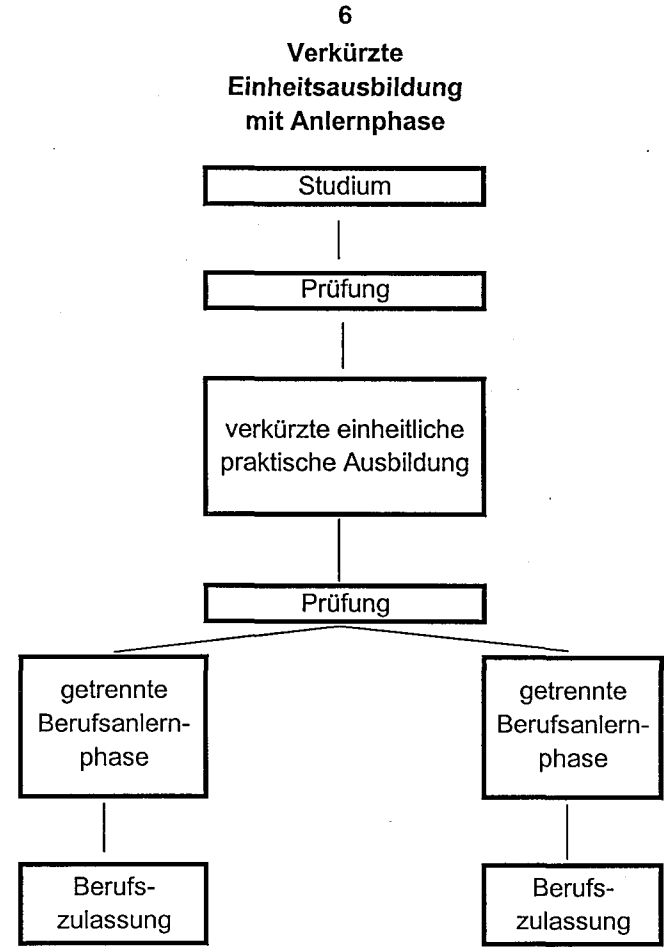 6
Verkürzte
Einheitsausbildung
mit Anlernphase
Studium
Prüfung
verkürzte einheitliche
praktische Ausbildung
Prüfung
getrennte
Berufsanlern-
phase
getrennte
Berufsanlern-
phase
Berufs-
zulassung
Berufs-
zulassung